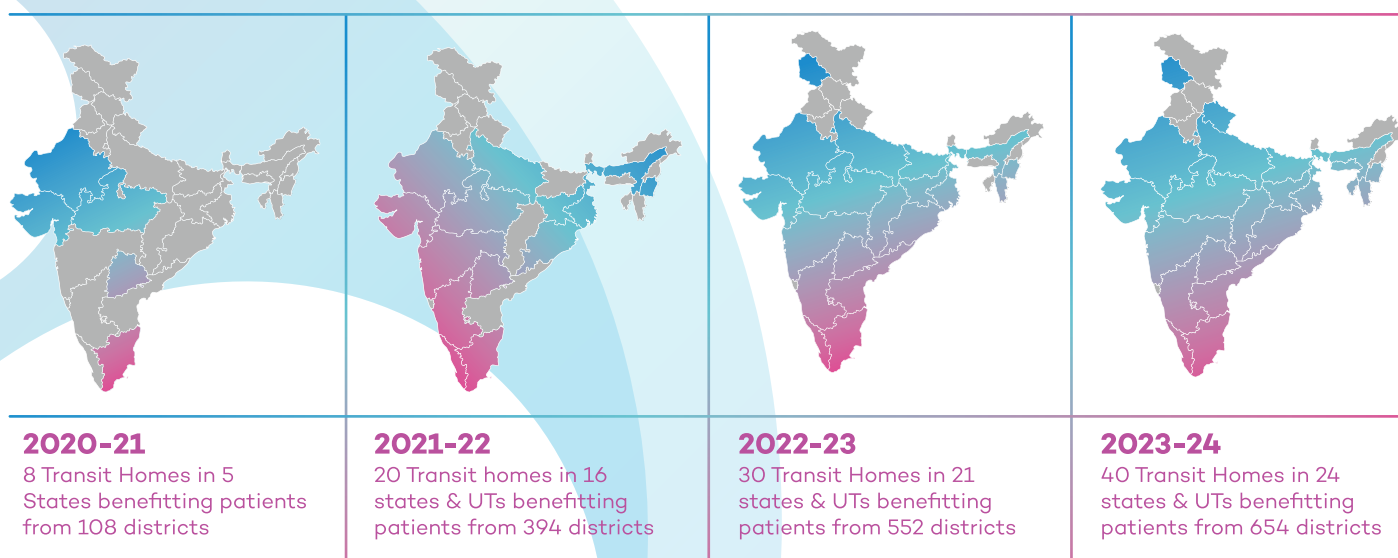 2020-21
8 Transit Homes in 5
States benefitting patients
from 108 districts
2021-22
20 Transit homes in 16
states & UTs benefitting
patients from 394 districts
2022-23
30 Transit Homes in 21
states & UTs benefitting
patients from 552 districts
2023-24
40 Transit Homes in 24
states & UTs benefitting
patients from 654 districts